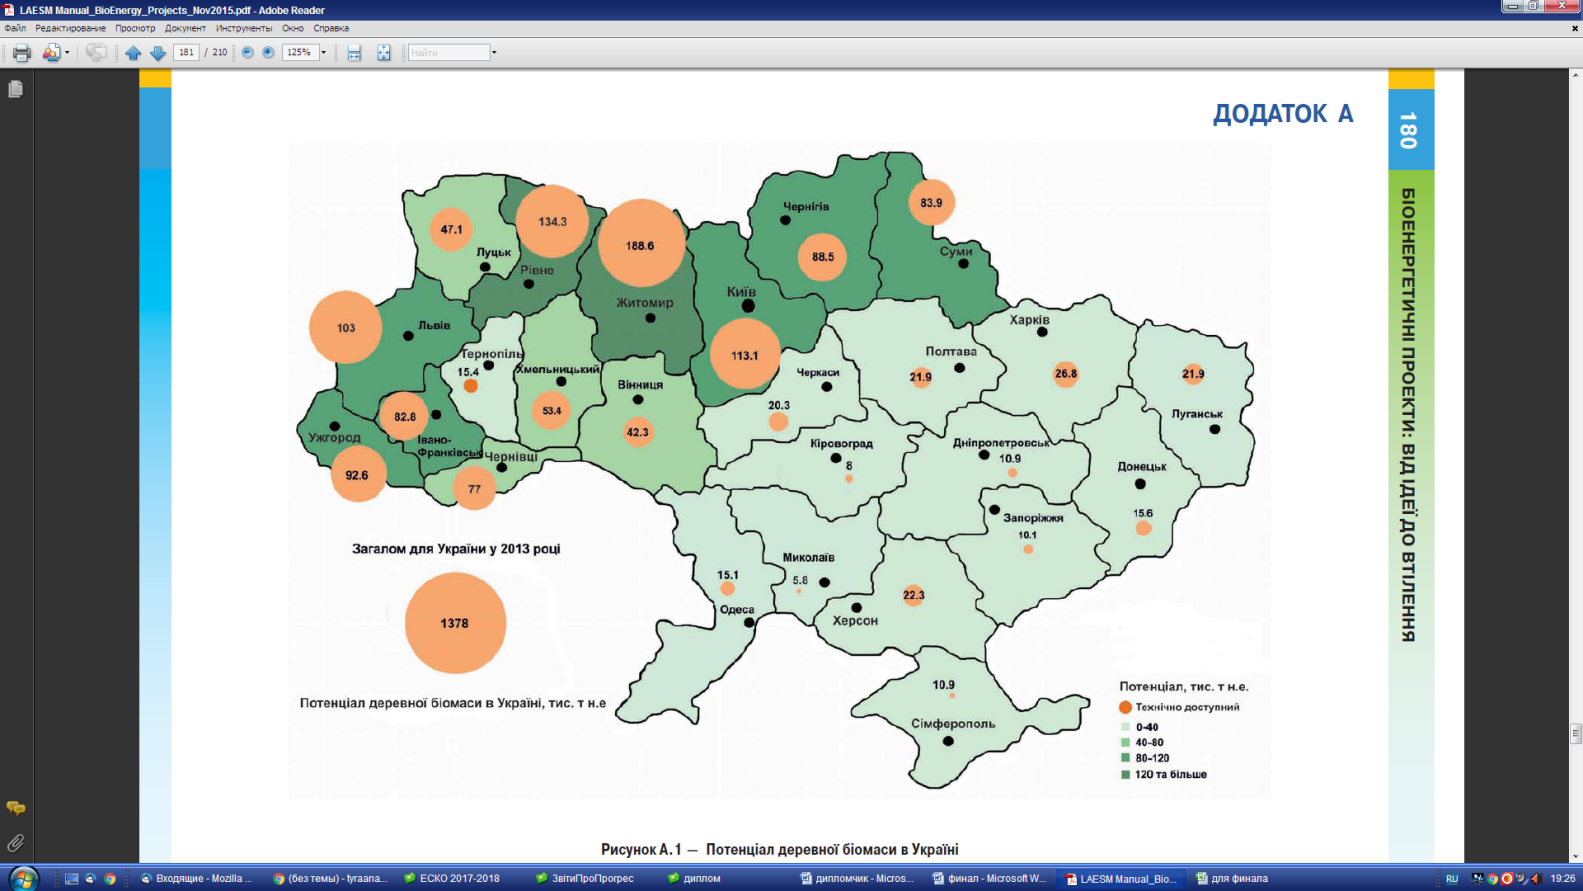 LAESM Manual_BioEnergy_Projects_Nov2015.pdf - Adobe Reader
Файл Редактирование Просмотр Документ Инструменты Окно Справка
181 / 210 125% Найти
ДОДАТОК А
180
БІОЕНЕРГЕТИЧНІ ПРОЕКТИ: ВІД ІДЕЇ ДО ВТІЛЕННЯ
47.1
Луцьк
134.3
Рівне
188.6
Житомир
Київ
113.1
Чернігів
88.5
83.9
Суми
103
Львів
Тернопіль
15.4
Хмельницький
53.4
Вінниця
42.3
Черкаси
20.3
Полтава
21.9
Харків
26.8
21.9
Луганськ
82.8
Івано-
Франківськ
Ужгород
92.6
Чернівці
77
Кіровоград
8
Дніпропетровськ
10.9
Донецьк
15.6
Запоріжжя
10.1
Миколаїв
5.8
15.1
Одеса
22.3
Херсон
10.9
Сімферополь
Загалом для України у 2013 році
1378
Потенціал деревної біомаси в Україні, тис. т н.е
Потенціал, тис. т н.е.
Технічно доступний
0-40
40-80
80-120
120 та більше
Рисунок А.1 — Потенціал деревної біомаси в Україні
Входящие - Mozilla ... (без темы) - tyraana... ЕСКО 2017-2018 ЗвітиПроПрогрес диплом дипломчик - Micros... финал - Microsoft W... LAESM Manual_Bio... для финала RU 19:26